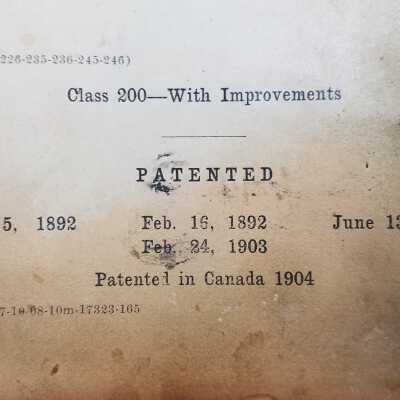 226-235-236-245-246)
Class 200—With Improvements
PATENTED
5, 1892 Feb. 16, 1892 June 13
Feb. 24, 1903
Patented in Canada 1904
7-10-08-10m-17323-165